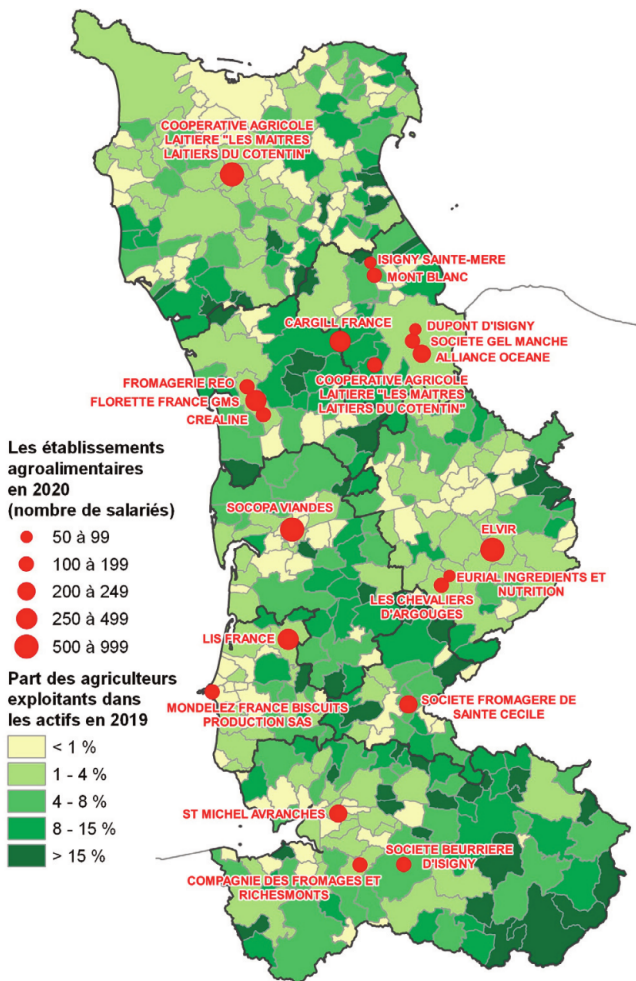 COOPERATIVE AGRICOLE
LAITIERE "LES MAITRES
LAITIERS DU COTENTIN"
ISIGNY SAINTE-MERE
MONT BLANC
CARGILL FRANCE
DUPONT D'ISIGNY
SOCIETE GEL MANCHE
ALLIANCE OCEANE
COOPERATIVE AGRICOLE
LAITIERE "LES MAITRES
LAITIERS DU COTENTIN"
FROMAGERIE REO
FLORETTE FRANCE GMS
CREALINE
Les établissements
agroalimentaires
en 2020
(nombre de salariés)
50 à 99
100 à 199
200 à 249
250 à 499
500 à 999
SOCOPA VIANDES
ELVIR
EURIAL INGREDIENTS ET
NUTRITION
LES CHEVALIERS
D'ARGOUGES
LIS FRANCE
MONDELEZ FRANCE BISCUITS
PRODUCTION SAS
SOCIETE FROMAGERE DE
SAINTE CECILE
Part des agriculteurs
exploitants dans
les actifs en 2019
< 1 %
1 - 4 %
4 - 8 %
8 - 15 %
> 15 %
ST MICHEL AVRANCHES
SOCIETE BEURRIERE
D'ISIGNY
COMPAGNIE DES FROMAGES ET
RICHESMONTS